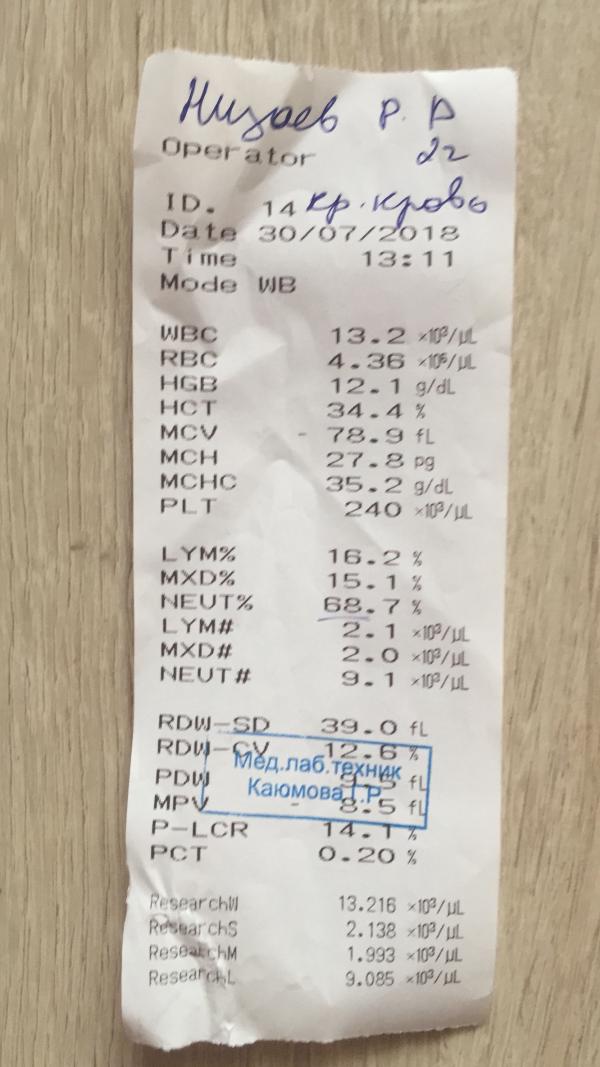 Низаев Р. Р
Operator 2г
ID. 14 кр. кровь
Date 30/07/2018
Time 13:11
Mode WB
WBC 13.2 ×10³/µL
RBC 4.36 ×10⁶/µL
HGB 12.1 g/dL
HCT 34.4 %
MCV - 78.9 fL
MCH 27.8 pg
MCHC 35.2 g/dL
PLT 240 ×10³/µL
LYM% 16.2 %
MXD% 15.1 %
NEUT% 68.7 %
LYM# 2.1 ×10³/µL
MXD# 2.0 ×10³/µL
NEUT# 9.1 ×10³/µL
RDW-SD 39.0 fL
RDW-CV 12.6 %
Мед.лаб.техник
PDW 9.5 fL
Каюмова Г.Р
MPV - 8.5 fL
P-LCR 14.1 %
PCT 0.20 %
ResearchW 13.216 ×10³/µL
ResearchS 2.138 ×10³/µL
ResearchM 1.993 ×10³/µL
ResearchL 9.085 ×10³/µL